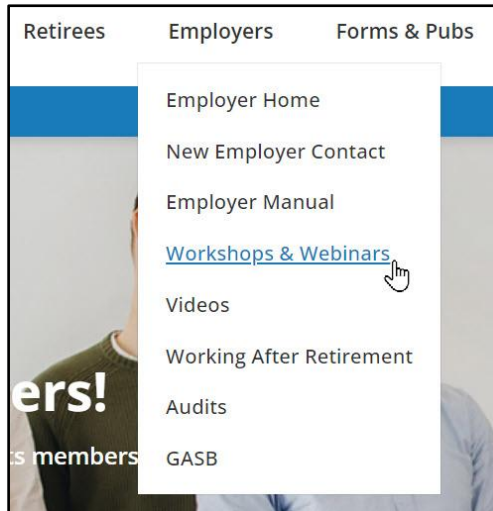 Retirees Employers Forms & Pubs
Employer Home
New Employer Contact
Employer Manual
Workshops & Webinars
Videos
Working After Retirement
Audits
GASB
ers!
ts members